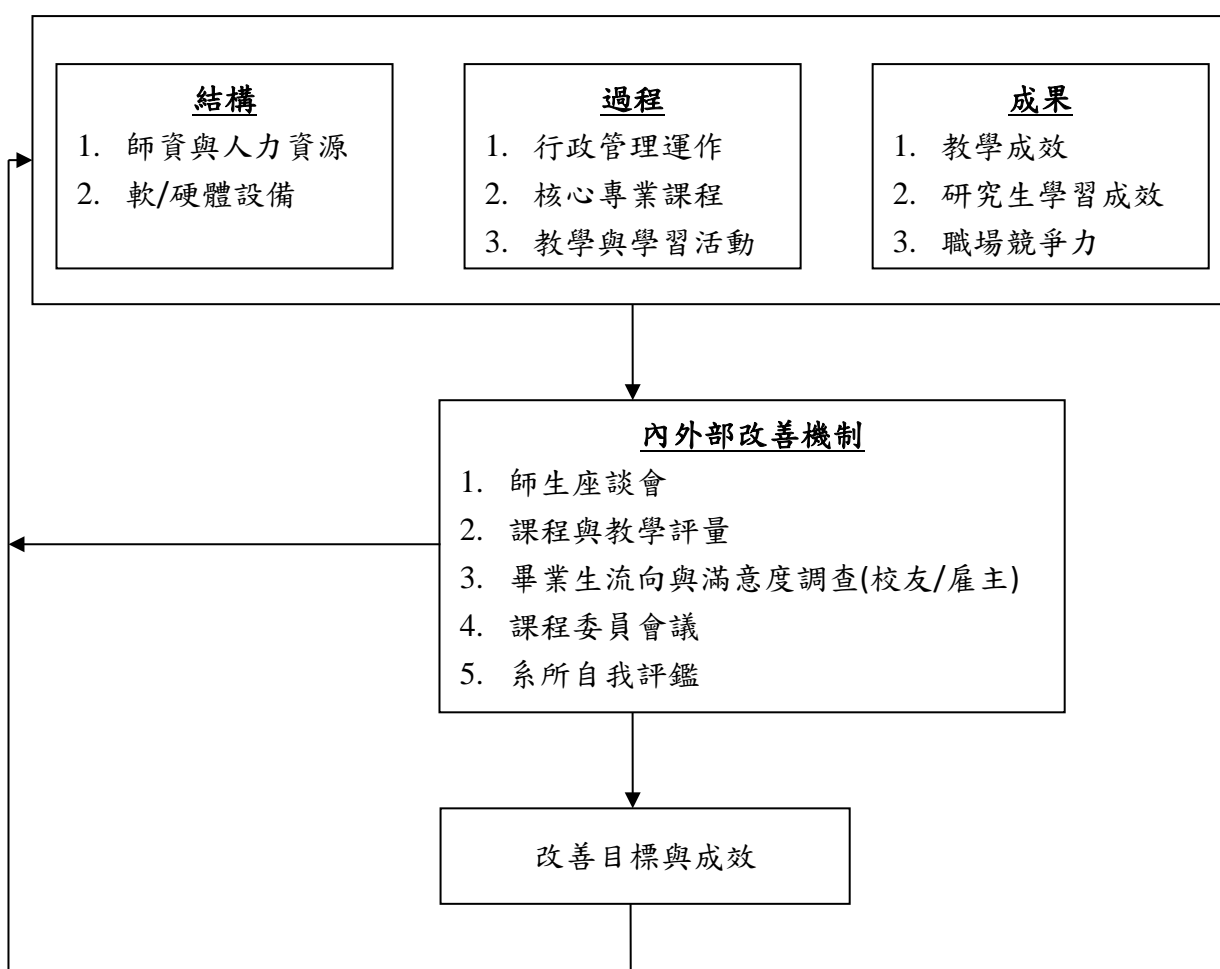 結構
1. 師資與人力資源
2. 軟/硬體設備
過程
1. 行政管理運作
2. 核心專業課程
3. 教學與學習活動
成果
1. 教學成效
2. 研究生學習成效
3. 職場競爭力
內外部改善機制
1. 師生座談會
2. 課程與教學評量
3. 畢業生流向與滿意度調查(校友/雇主)
4. 課程委員會議
5. 系所自我評鑑
改善目標與成效